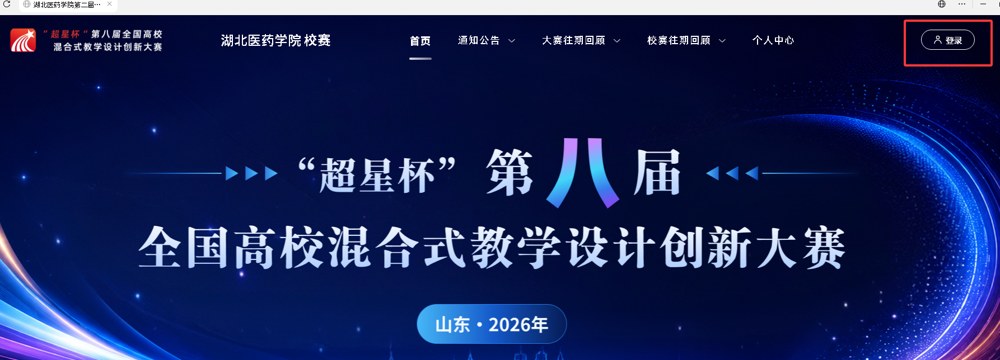 湖北医药学院第二届···
"超星杯“第八届全国高校
混合式教学设计创新大赛
湖北医药学院 校赛
首页
通知公告
大赛往期回顾
校赛往期回顾
个人中心
登录
“超星杯” 第八届
全国高校混合式教学设计创新大赛
山东·2026年